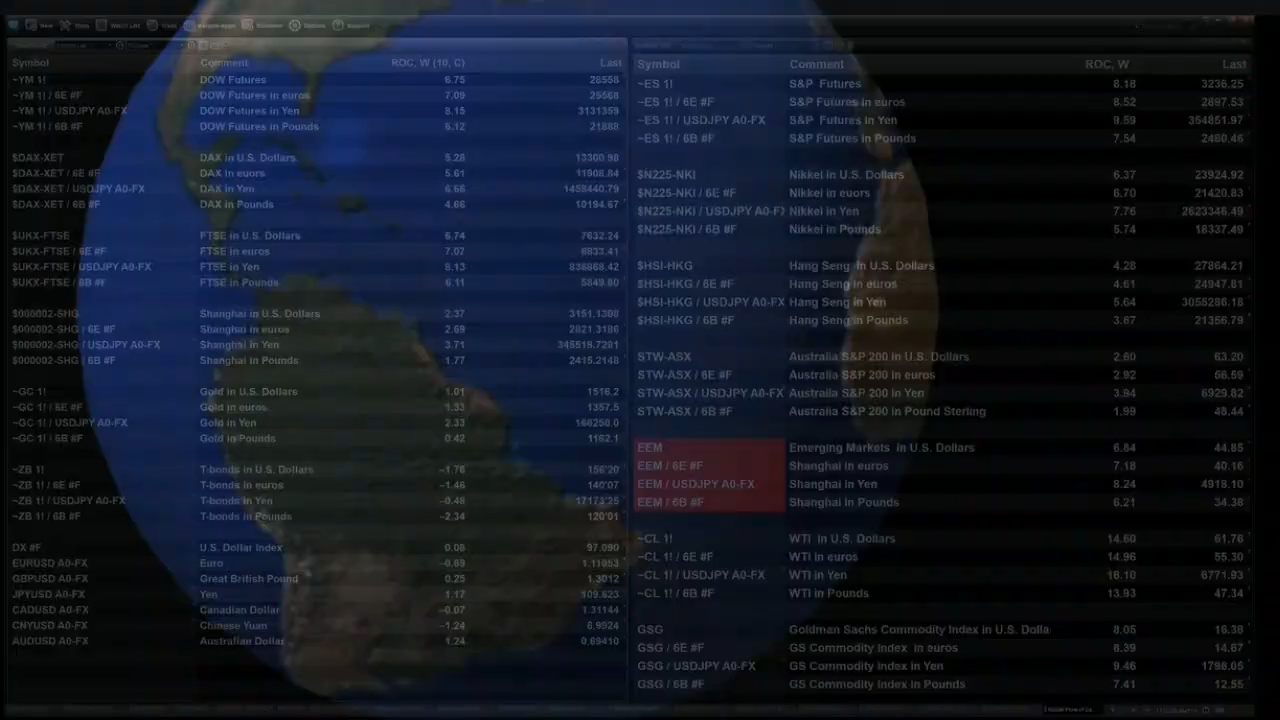 New Tools Watch List
Symbol Comment ROC, W (10, C) Last
~YM 1! DOW Futures 6.75 28558
~YM 1! / 6E #F DOW Futures in euros 7.09 25568
~YM 1! / USDJPY A0-FX DOW Futures in Yen 8.15 3131359
~YM 1! / 6B #F DOW Futures in Pounds 6.12 21888
$DAX-XET DAX in U.S. Dollars 5.28 13300.98
$DAX-XET / 6E #F DAX in euors 5.61 11908.84
$DAX-XET / USDJPY A0-FX DAX in Yen 6.66 1458440.79
$DAX-XET / 6B #F DAX in Pounds 4.66 10194.67
$UKX-FTSE FTSE in U.S. Dollars 6.74 7632.24
$UKX-FTSE / 6E #F FTSE in euros 7.07 6833.41
$UKX-FTSE / USDJPY A0-FX FTSE in Yen 8.13 836868.42
$UKX-FTSE / 6B #F FTSE in Pounds 6.11 5849.80
$000002-SHG Shanghai in U.S. Dollars 2.37 3151.1308
$000002-SHG / 6E #F Shanghai in euros 2.69 2821.3186
$000002-SHG / USDJPY A0-FX Shanghai in Yen 3.71 345519.7281
$000002-SHG / 6B #F Shanghai in Pounds 1.77 2415.2148
~GC 1! Gold in U.S. Dollars 1.01 1516.2
~GC 1! / 6E #F Gold in euros 1.33 1357.5
~GC 1! / USDJPY A0-FX Gold in Yen 2.33 166250.0
~GC 1! / 6B #F Gold in Pounds 0.42 1162.1
~ZB 1! T-bonds in U.S. Dollars -1.78 156'20
~ZB 1! / 6E #F T-bonds in euros -1.46 140'07
~ZB 1! / USDJPY A0-FX T-bonds in Yen -0.48 17173'25
~ZB 1! / 6B #F T-bonds in Pounds -2.34 120'01
DX #F U.S. Dollar Index 0.06 97.090
EURUSD A0-FX Euro -0.69 1.11953
GBPUSD A0-FX Great British Pound 0.25 1.3012
JPYUSD A0-FX Yen 1.17 109.623
CADUSD A0-FX Canadian Dollar -0.07 1.31144
CNYUSD A0-FX Chinese Yuan -1.24 6.9924
AUDUSD A0-FX Australian Dollar 1.24 0.69410
Symbol Comment ROC, W Last
~ES 1! S&P Futures 8.18 3236.25
~ES 1! / 6E #F S&P Futures in euros 8.52 2897.53
~ES 1! / USDJPY A0-FX S&P Futures in Yen 9.59 354851.97
~ES 1! / 6B #F S&P Futures in Pounds 7.54 2480.46
$N225-NKI Nikkei in U.S. Dollars 6.37 23924.92
$N225-NKI / 6E #F Nikkei in euors 6.70 21420.83
$N225-NKI / USDJPY A0-FX Nikkei in Yen 7.76 2623346.49
$N225-NKI / 6B #F Nikkei in Pounds 5.74 18337.49
$HSI-HKG Hang Seng in U.S. Dollars 4.28 27864.21
$HSI-HKG / 6E #F Hang Seng in euros 4.61 24947.81
$HSI-HKG / USDJPY A0-FX Hang Seng in Yen 5.64 3055286.18
$HSI-HKG / 6B #F Hang Seng in Pounds 3.67 21356.79
STW-ASX Australia S&P 200 in U.S. Dollars 2.60 63.20
STW-ASX / 6E #F Australia S&P 200 in euros 2.92 56.59
STW-ASX / USDJPY A0-FX Australia S&P 200 in Yen 3.94 6929.82
STW-ASX / 6B #F Australia S&P 200 in Pound Sterling 1.99 48.44
EEM Emerging Markets in U.S. Dollars 6.84 44.85
EEM / 6E #F Shanghai in euros 7.18 40.16
EEM / USDJPY A0-FX Shanghai in Yen 8.24 4918.10
EEM / 6B #F Shanghai in Pounds 6.21 34.38
~CL 1! WTI in U.S. Dollars 14.60 61.76
~CL 1! / 6E #F WTI in euros 14.96 55.30
~CL 1! / USDJPY A0-FX WTI in Yen 16.10 6771.93
~CL 1! / 6B #F WTI in Pounds 13.93 47.34
GSG Goldman Sachs Commodity Index in U.S. Dolla 8.05 16.38
GSG / 6E #F GS Commodity Index in euros 8.39 14.67
GSG / USDJPY A0-FX GS Commodity Index in Yen 9.46 1796.05
GSG / 6B #F GS Commodity Index in Pounds 7.41 12.55